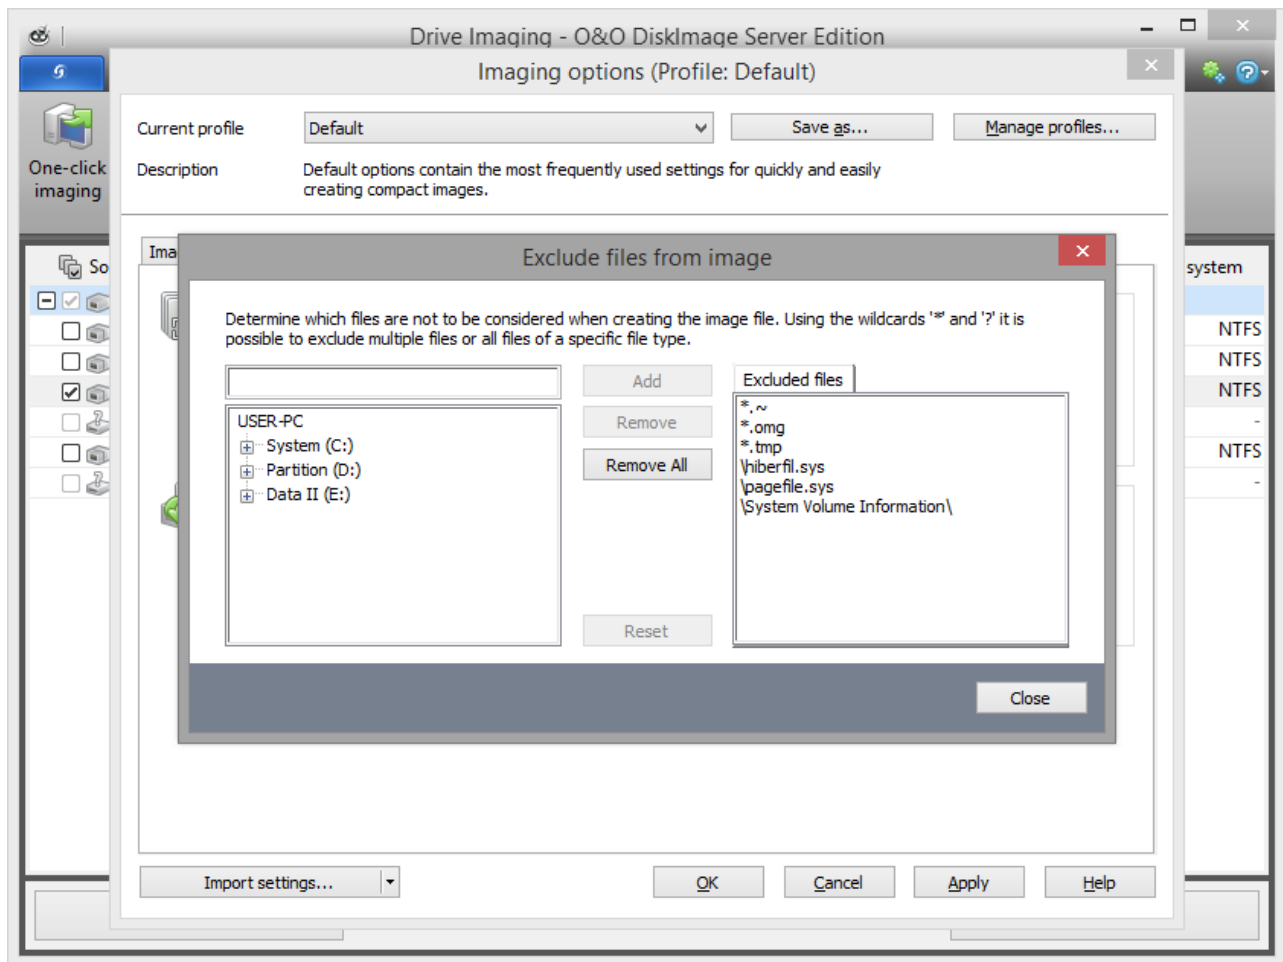 Drive Imaging - O&O DiskImage Server Edition
Imaging options (Profile: Default)
Current profile
Default
Save as...
Manage profiles...
One-click
imaging
Description
Default options contain the most frequently used settings for quickly and easily
creating compact images.
Ima
Exclude files from image
So
system
Determine which files are not to be considered when creating the image file. Using the wildcards '*' and '?' it is
possible to exclude multiple files or all files of a specific file type.
NTFS
NTFS
NTFS
-
NTFS
-
Add
Remove
Remove All
Reset
Excluded files
USER-PC
System (C:)
Partition (D:)
Data II (E:)
*.~
*.omg
*.tmp
\hiberfil.sys
\pagefile.sys
\System Volume Information\
Close
Import settings...
OK
Cancel
Apply
Help